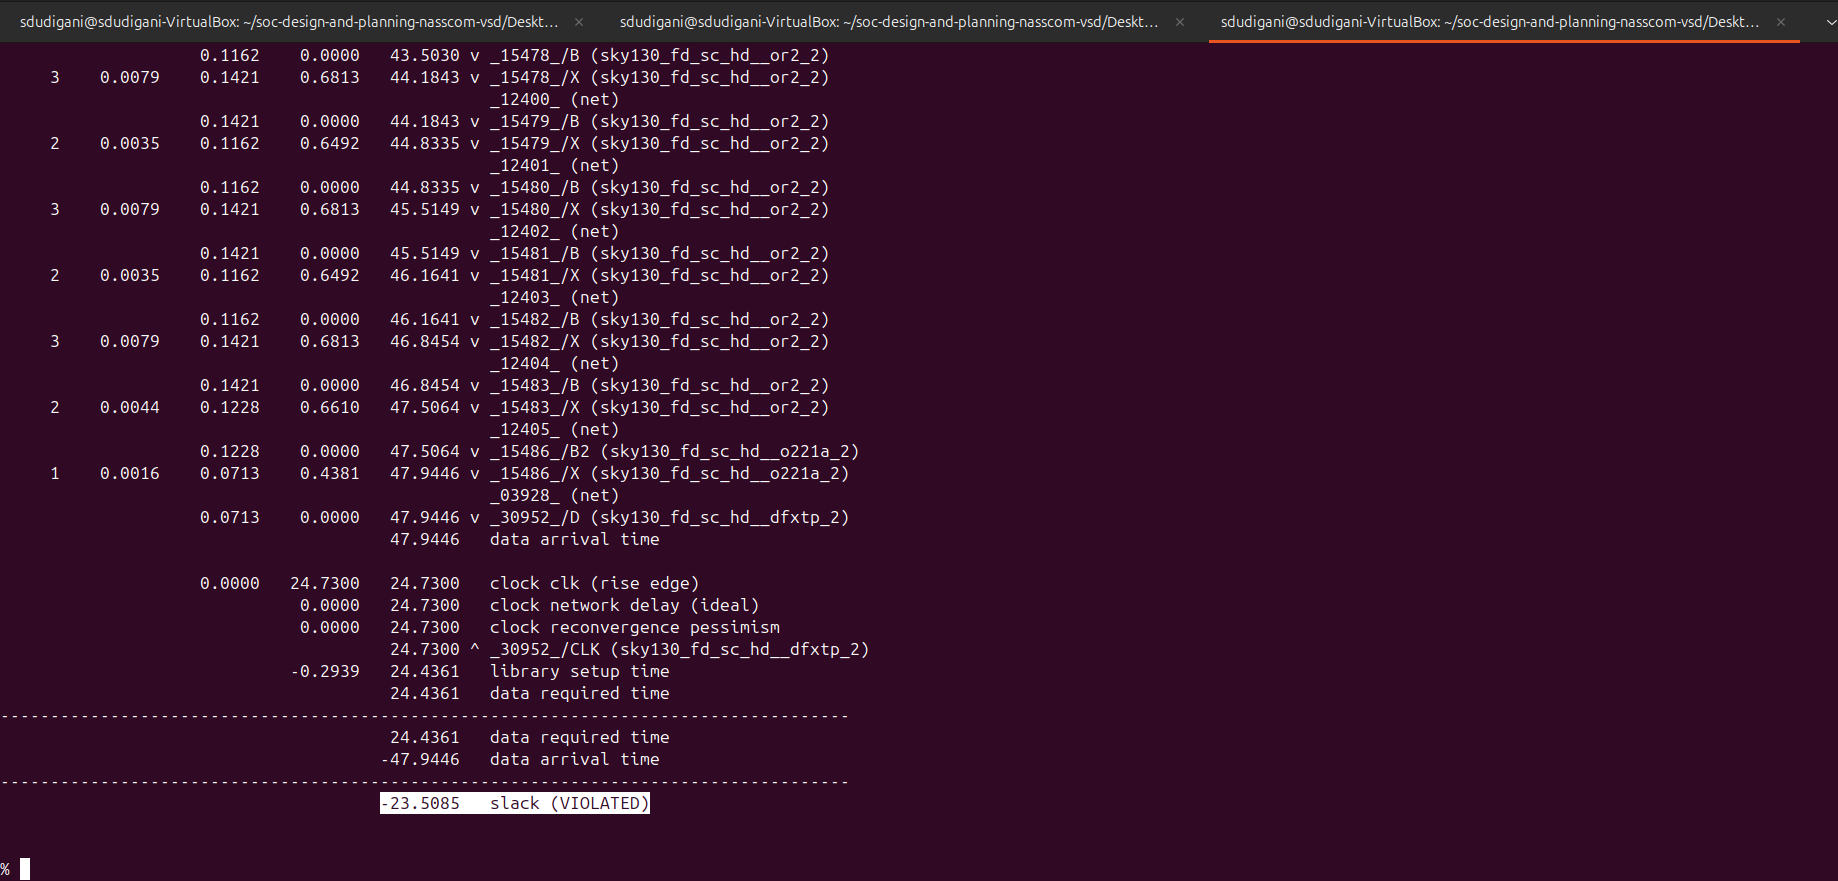 sdudigani@sdudigani-VirtualBox: ~/soc-design-and-planning-nasscom-vsd/Deskt... × sdudigani@sdudigani-VirtualBox: ~/soc-design-and-planning-nasscom-vsd/Deskt... × sdudigani@sdudigani-VirtualBox: ~/soc-design-and-planning-nasscom-vsd/Deskt... ×
0.1162 0.0000 43.5030 v _15478_/B (sky130_fd_sc_hd__or2_2)
3 0.0079 0.1421 0.6813 44.1843 v _15478_/X (sky130_fd_sc_hd__or2_2)
_12400_ (net)
0.1421 0.0000 44.1843 v _15479_/B (sky130_fd_sc_hd__or2_2)
2 0.0035 0.1162 0.6492 44.8335 v _15479_/X (sky130_fd_sc_hd__or2_2)
_12401_ (net)
0.1162 0.0000 44.8335 v _15480_/B (sky130_fd_sc_hd__or2_2)
3 0.0079 0.1421 0.6813 45.5149 v _15480_/X (sky130_fd_sc_hd__or2_2)
_12402_ (net)
0.1421 0.0000 45.5149 v _15481_/B (sky130_fd_sc_hd__or2_2)
2 0.0035 0.1162 0.6492 46.1641 v _15481_/X (sky130_fd_sc_hd__or2_2)
_12403_ (net)
0.1162 0.0000 46.1641 v _15482_/B (sky130_fd_sc_hd__or2_2)
3 0.0079 0.1421 0.6813 46.8454 v _15482_/X (sky130_fd_sc_hd__or2_2)
_12404_ (net)
0.1421 0.0000 46.8454 v _15483_/B (sky130_fd_sc_hd__or2_2)
2 0.0044 0.1228 0.6610 47.5064 v _15483_/X (sky130_fd_sc_hd__or2_2)
_12405_ (net)
0.1228 0.0000 47.5064 v _15486_/B2 (sky130_fd_sc_hd__o221a_2)
1 0.0016 0.0713 0.4381 47.9446 v _15486_/X (sky130_fd_sc_hd__o221a_2)
_03928_ (net)
0.0713 0.0000 47.9446 v _30952_/D (sky130_fd_sc_hd__dfxtp_2)
47.9446 data arrival time
0.0000 24.7300 24.7300 clock clk (rise edge)
0.0000 24.7300 clock network delay (ideal)
0.0000 24.7300 clock reconvergence pessimism
24.7300 ^ _30952_/CLK (sky130_fd_sc_hd__dfxtp_2)
-0.2939 24.4361 library setup time
24.4361 data required time
-------------------------------------------------------------------------------------
24.4361 data required time
-47.9446 data arrival time
-------------------------------------------------------------------------------------
-23.5085 slack (VIOLATED)
%